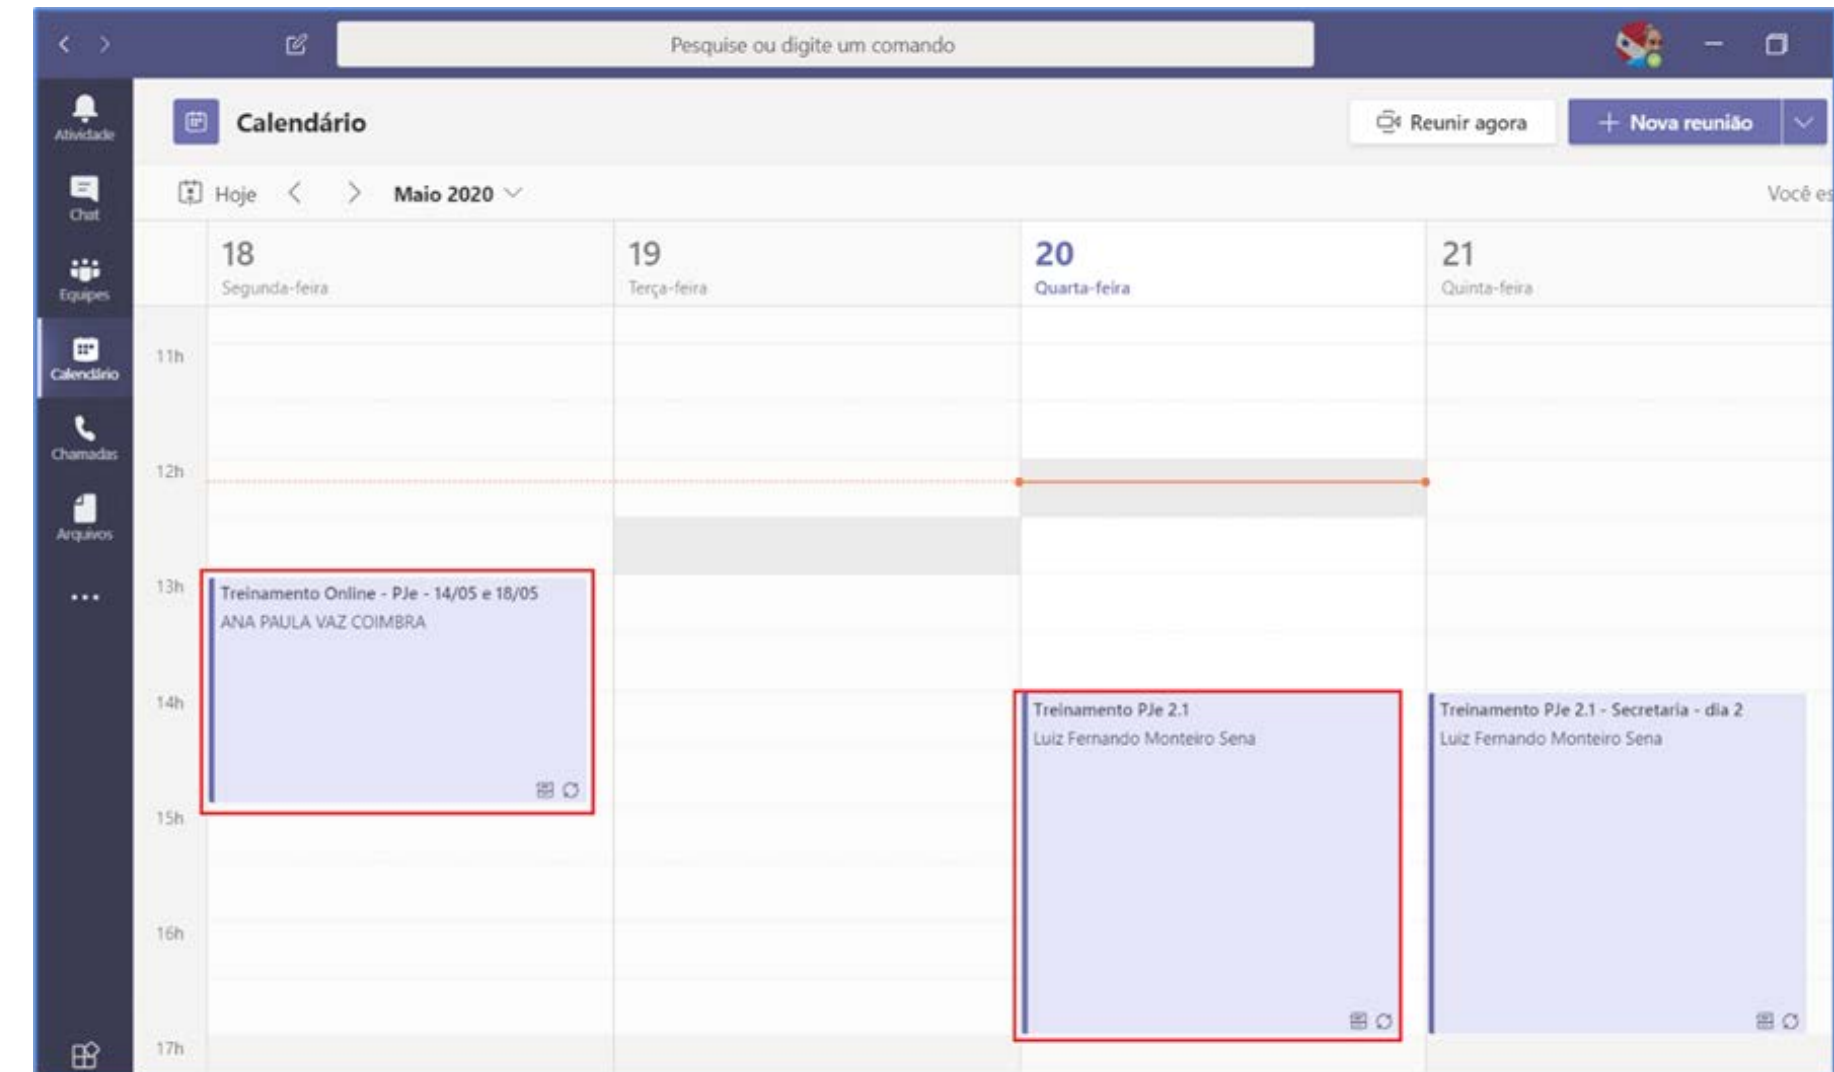 Pesquise ou digite um comando
Atividade
Chat
Equipes
Calendário
Chamadas
Arquivos
Calendário
Reunir agora
+ Nova reunião
Hoje
Maio 2020
Você es
18
Segunda-feira
19
Terça-feira
20
Quarta-feira
21
Quinta-feira
11h
12h
13h
14h
15h
16h
17h
Treinamento Online - PJe - 14/05 e 18/05
ANA PAULA VAZ COIMBRA
Treinamento PJe 2.1
Luiz Fernando Monteiro Sena
Treinamento PJe 2.1 - Secretaria - dia 2
Luiz Fernando Monteiro Sena